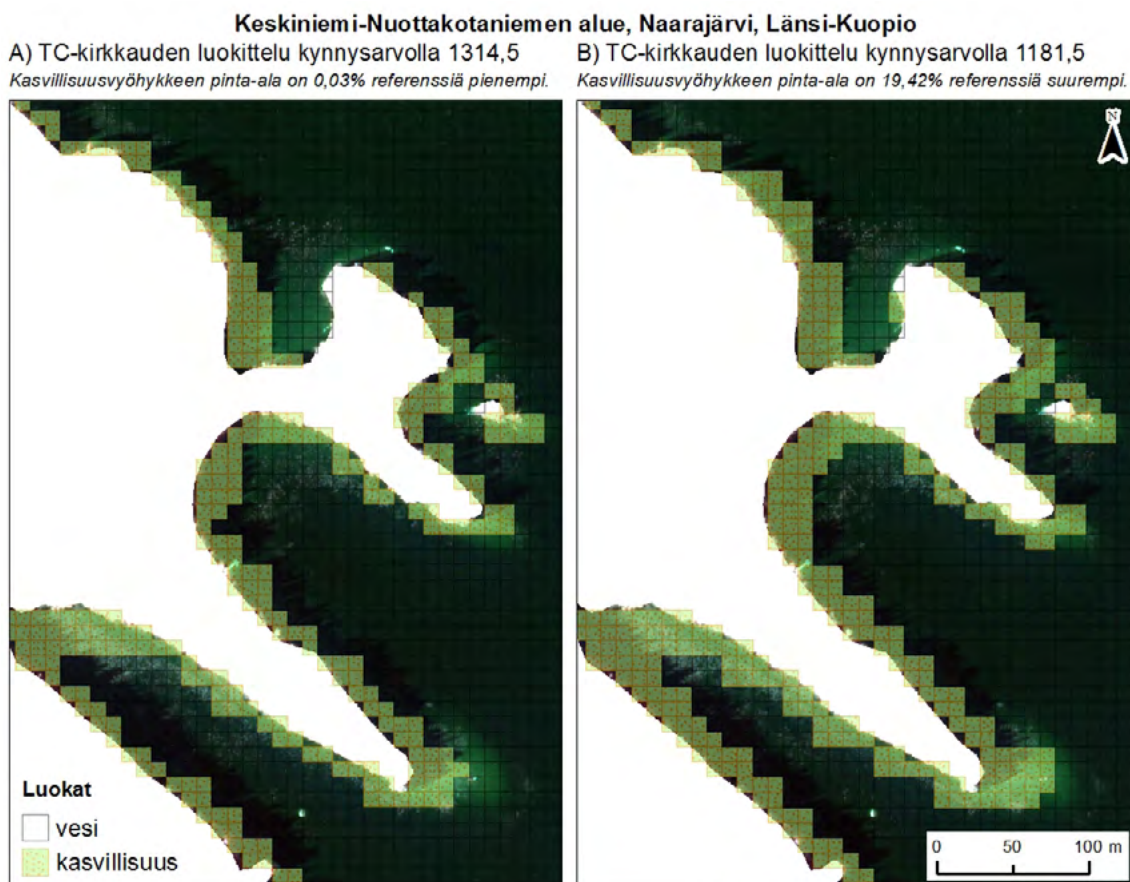 Keskiniemi-Nuottakotaniemen alue, Naarajärvi, Länsi-Kuopio
A) TC-kirkkauden luokittelu kynnysarvolla 1314,5
Kasvillisuusvyöhykkeen pinta-ala on 0,03% referenssiä pienempi.
B) TC-kirkkauden luokittelu kynnysarvolla 1181,5
Kasvillisuusvyöhykkeen pinta-ala on 19,42% referenssiä suurempi.
N
Luokat
vesi
kasvillisuus
0 50 100 m